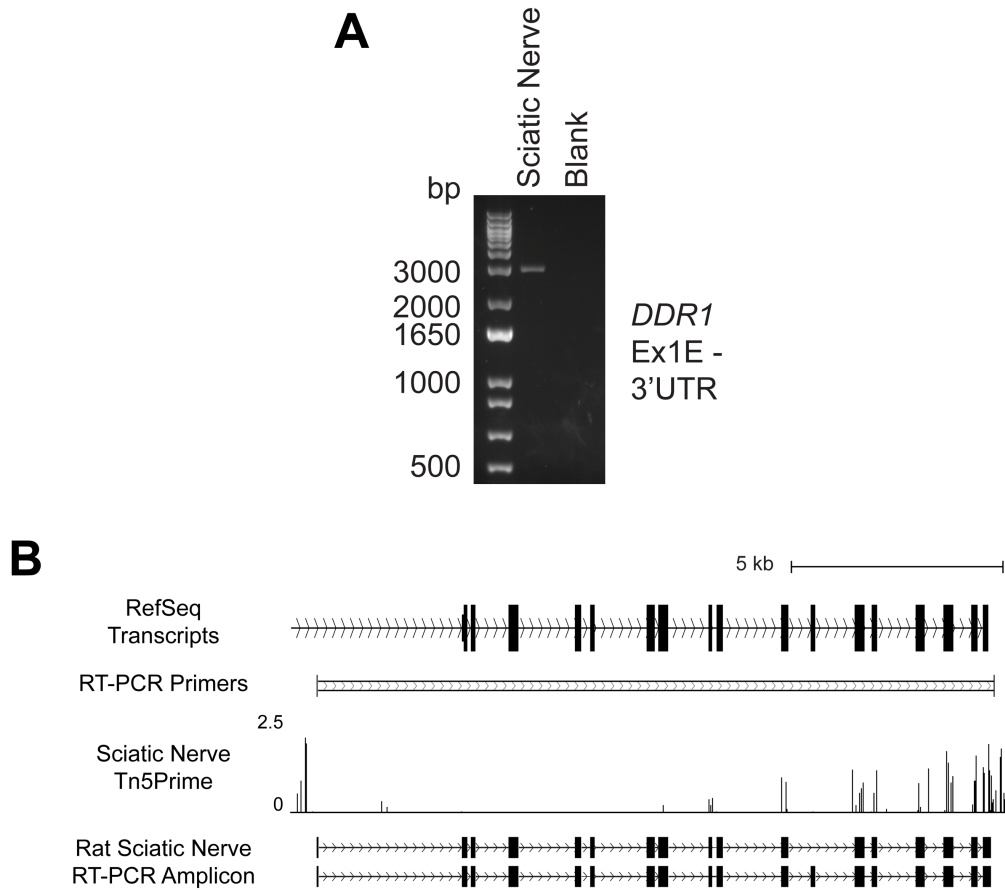 A
Sciatic Nerve
Blank
bp
3000
2000
1650
1000
500
DDR1
Ex1E -
3'UTR
B
5 kb
RefSeq
Transcripts
RT-PCR Primers
2.5
Sciatic Nerve
Tn5Prime
0
Rat Sciatic Nerve
RT-PCR Amplicon